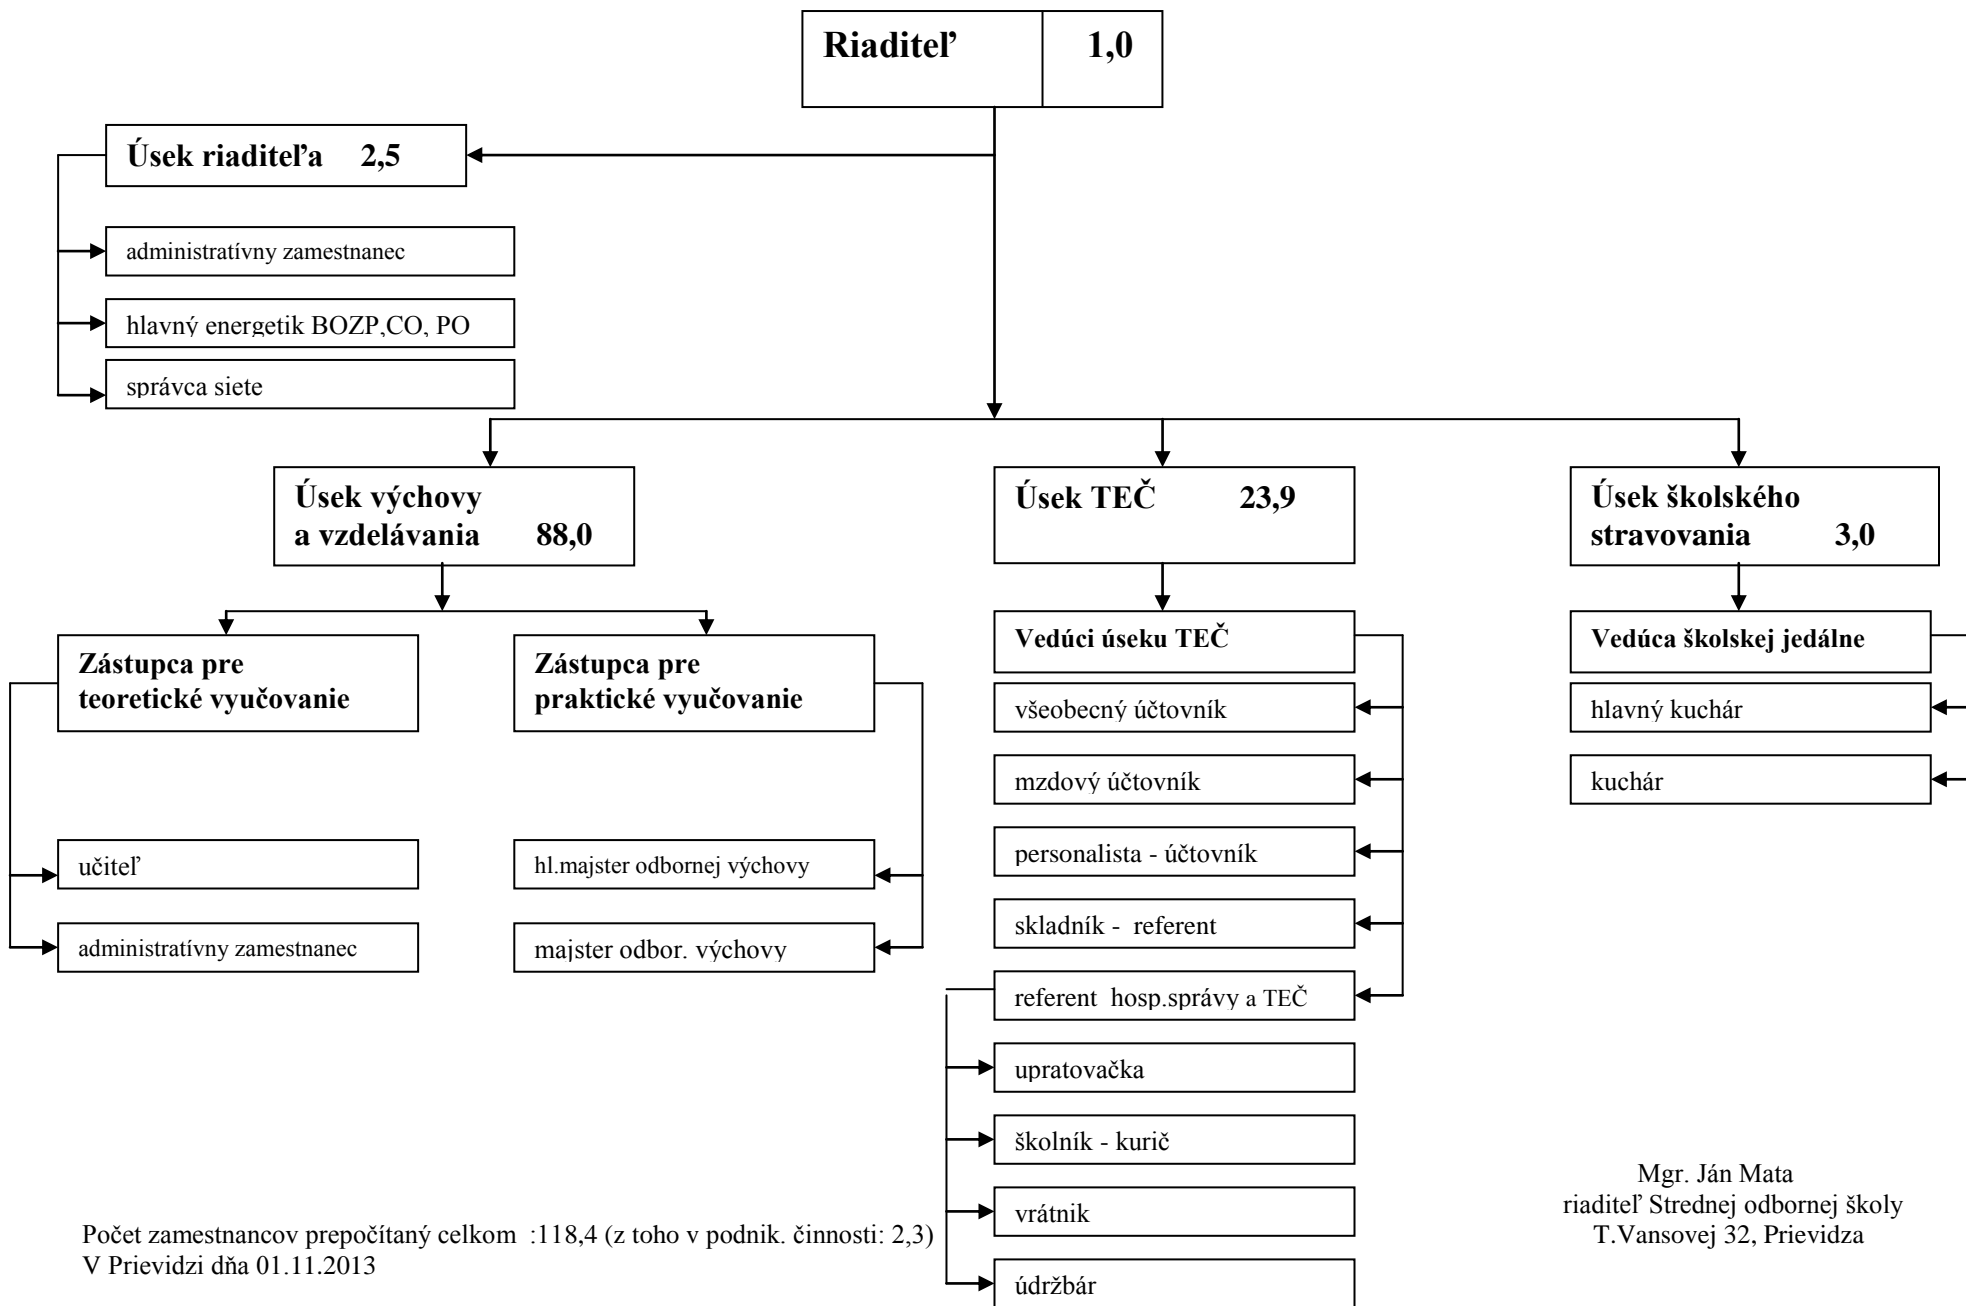 Riaditeľ 1,0
Úsek riaditeľa 2,5
administratívny zamestnanec
hlavný energetik BOZP,CO, PO
správca siete
Úsek výchovy
a vzdelávania 88,0
Úsek TEČ 23,9
Úsek školského
stravovania 3,0
Zástupca pre
teoretické vyučovanie
Zástupca pre
praktické vyučovanie
Vedúci úseku TEČ
Vedúca školskej jedálne
všeobecný účtovník
hlavný kuchár
mzdový účtovník
kuchár
učiteľ
hl.majster odbornej výchovy
personalista - účtovník
administratívny zamestnanec
majster odbor. výchovy
skladník - referent
referent hosp.správy a TEČ
upratovačka
školník - kurič
vrátnik
údržbár
Mgr. Ján Mata
riaditeľ Strednej odbornej školy
T.Vansovej 32, Prievidza
Počet zamestnancov prepočítaný celkom :118,4 (z toho v podnik. činnosti: 2,3)
V Prievidzi dňa 01.11.2013